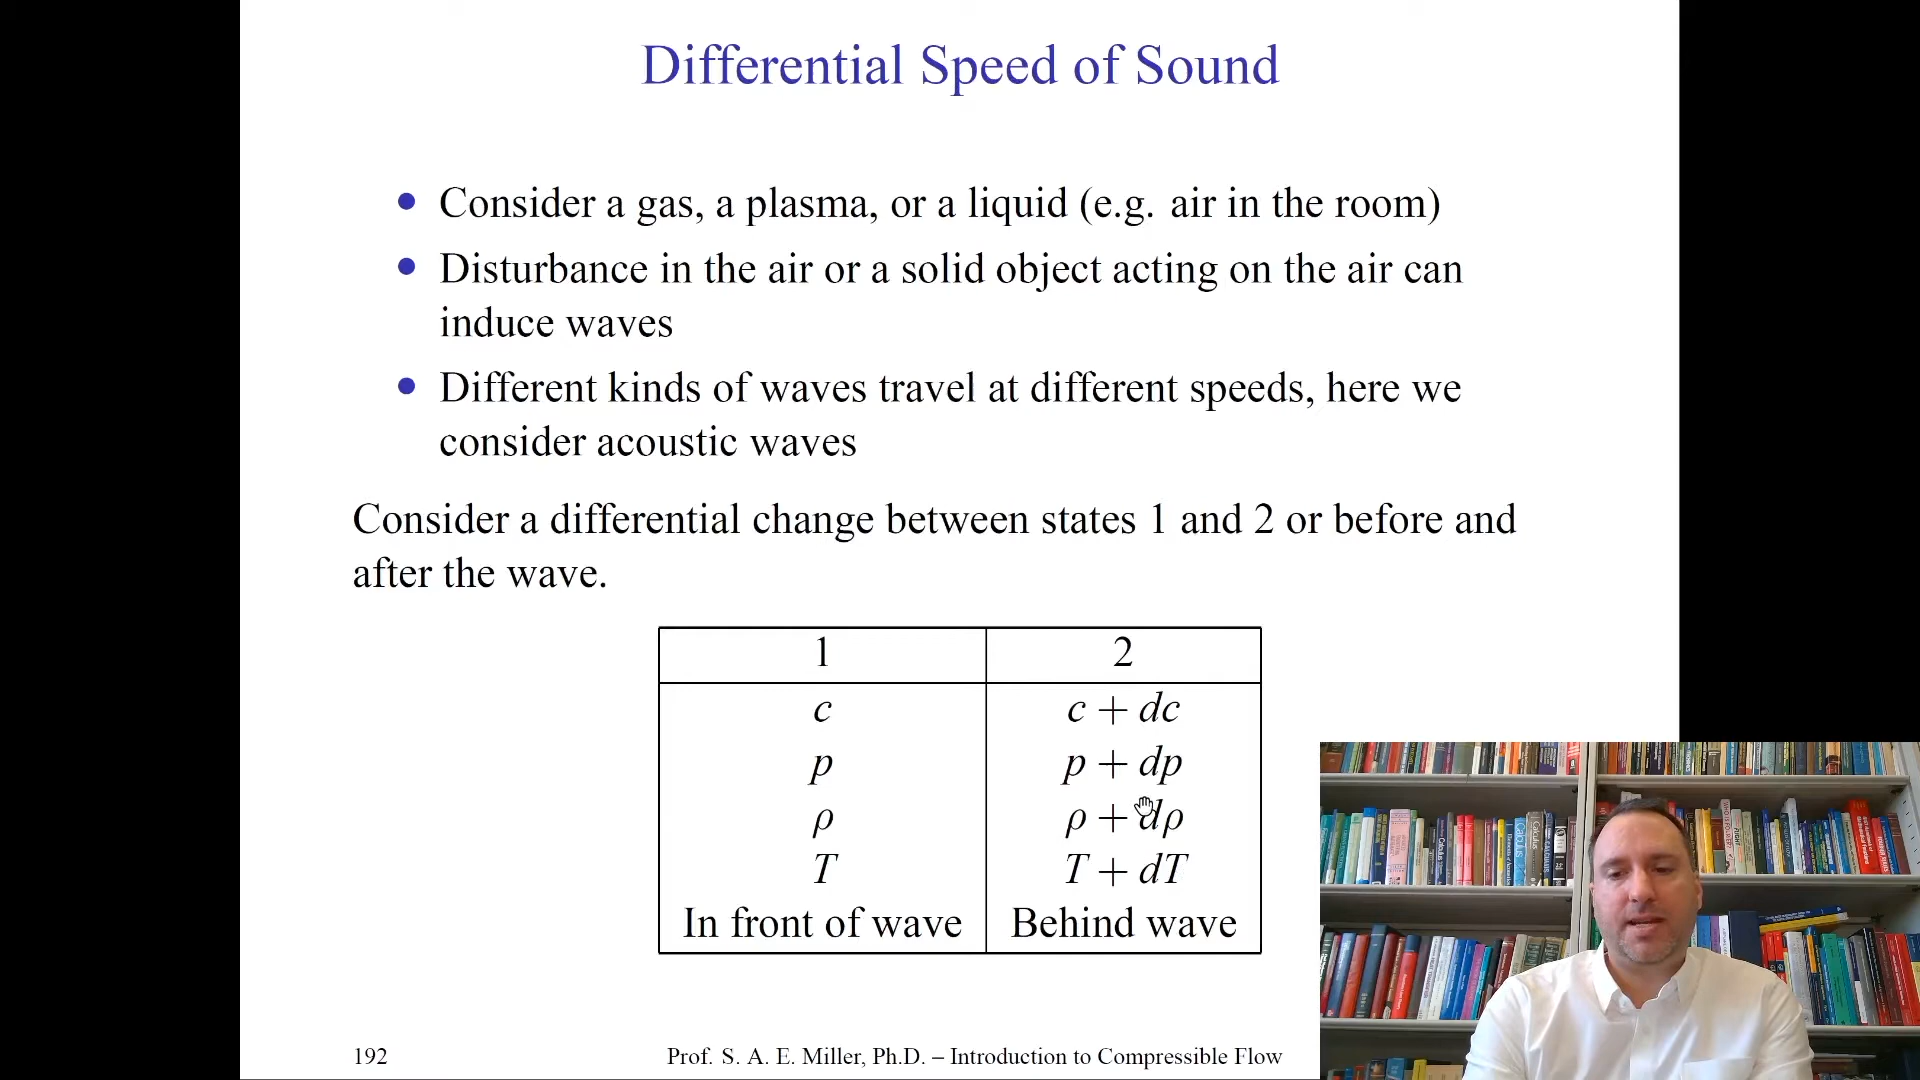 Differential Speed of Sound
Consider a gas, a plasma, or a liquid (e.g. air in the room)
Disturbance in the air or a solid object acting on the air can
induce waves
Different kinds of waves travel at different speeds, here we
consider acoustic waves
Consider a differential change between states 1 and 2 or before and
after the wave.
1 2
c c + dc
p p + dp
ρ ρ + dρ
T T + dT
In front of wave Behind wave
192 Prof. S. A. E. Miller, Ph.D. – Introduction to Compressible Flow